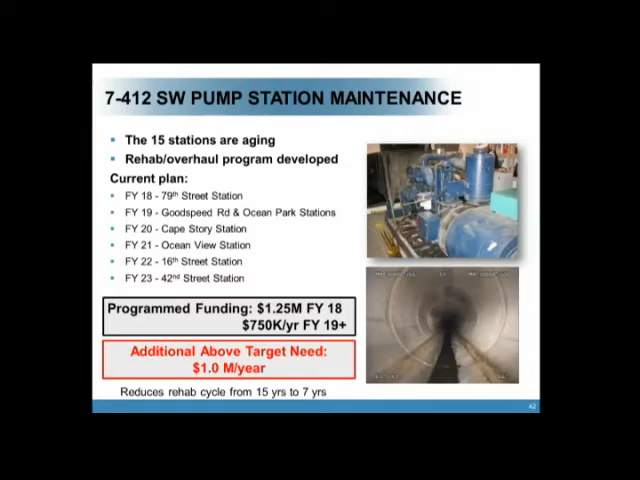 7-412 SW PUMP STATION MAINTENANCE
The 15 stations are aging
Rehab/overhaul program developed
Current plan:
FY 18 - 79th Street Station
FY 19 - Goodspeed Rd & Ocean Park Stations
FY 20 - Cape Story Station
FY 21 - Ocean View Station
FY 22 - 16th Street Station
FY 23 - 42nd Street Station
Programmed Funding: $1.25M FY 18
$750K/yr FY 19+
Additional Above Target Need:
$1.0 M/year
Reduces rehab cycle from 15 yrs to 7 yrs
42